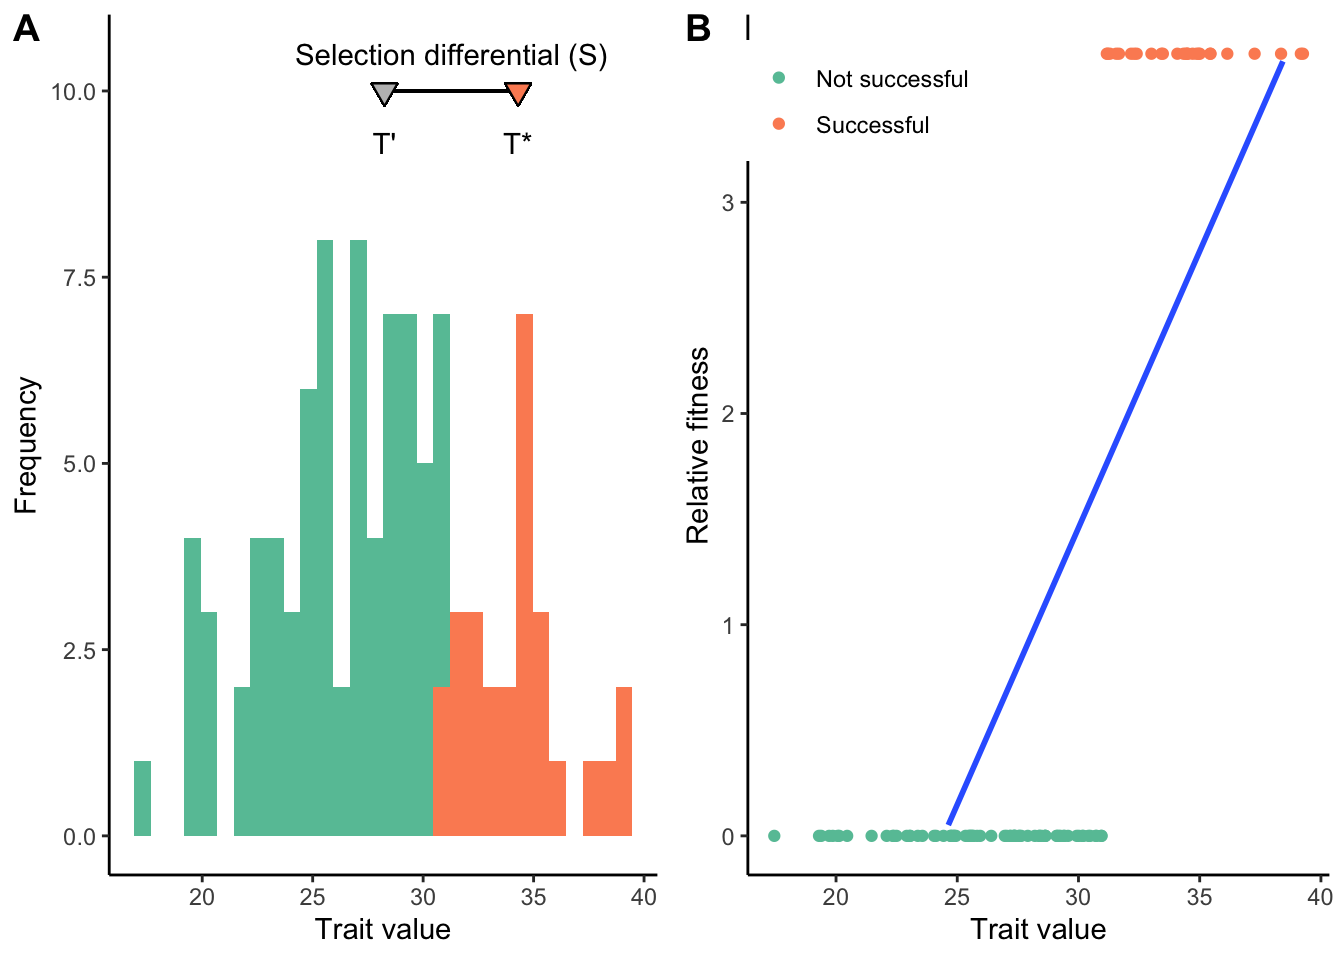 A
Selection differential (S)
T'
T*
10.0
7.5
5.0
2.5
0.0
Frequency
20
25
30
35
40
Trait value
B
Not successful
Successful
3
2
1
0
Relative fitness
20
25
30
35
40
Trait value